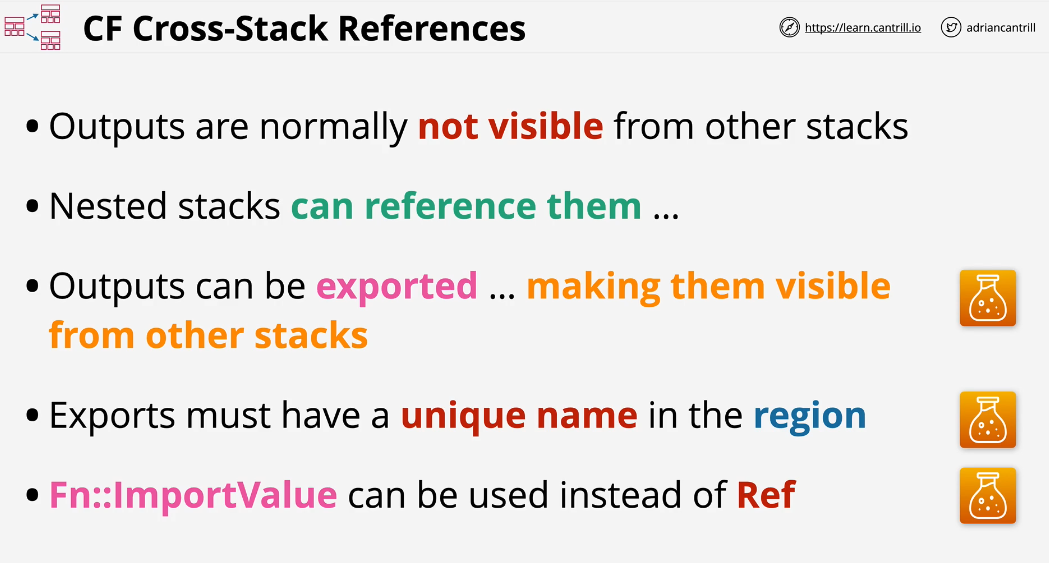 CF Cross-Stack References
https://learn.cantrill.io
adriancantrill
• Outputs are normally not visible from other stacks
• Nested stacks can reference them ...
• Outputs can be exported ... making them visible
from other stacks
• Exports must have a unique name in the region
• Fn::ImportValue can be used instead of Ref